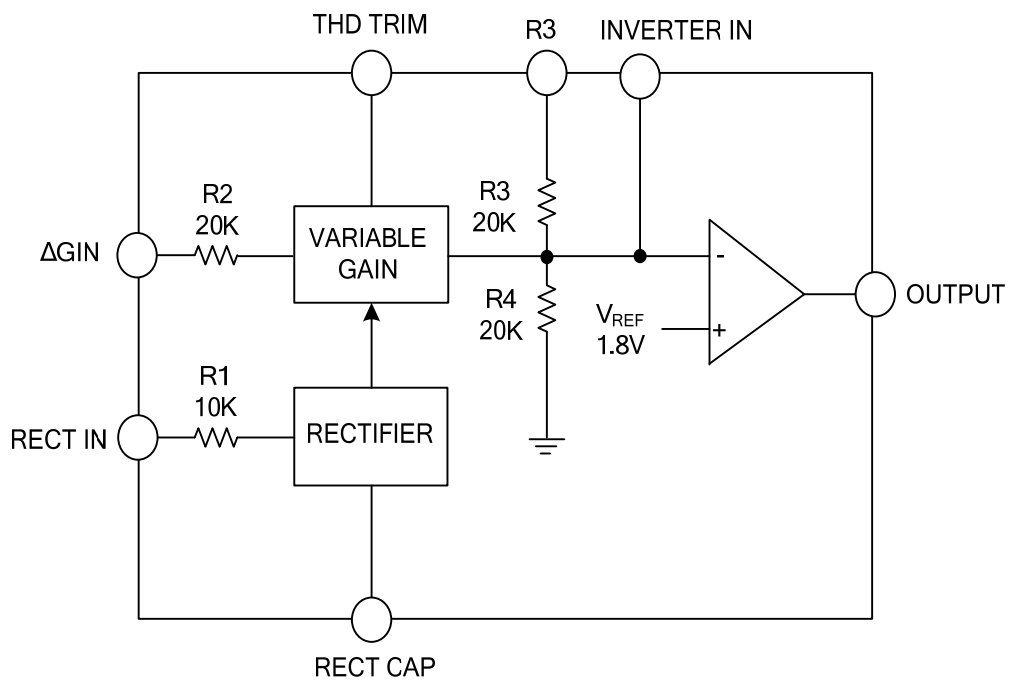 THD TRIM
R3
INVERTER IN
R2
20K
R3
20K
ΔGIN
VARIABLE
GAIN
-
R4
20K
VREF
1.8V
+
OUTPUT
R1
10K
RECT IN
RECTIFIER
RECT CAP